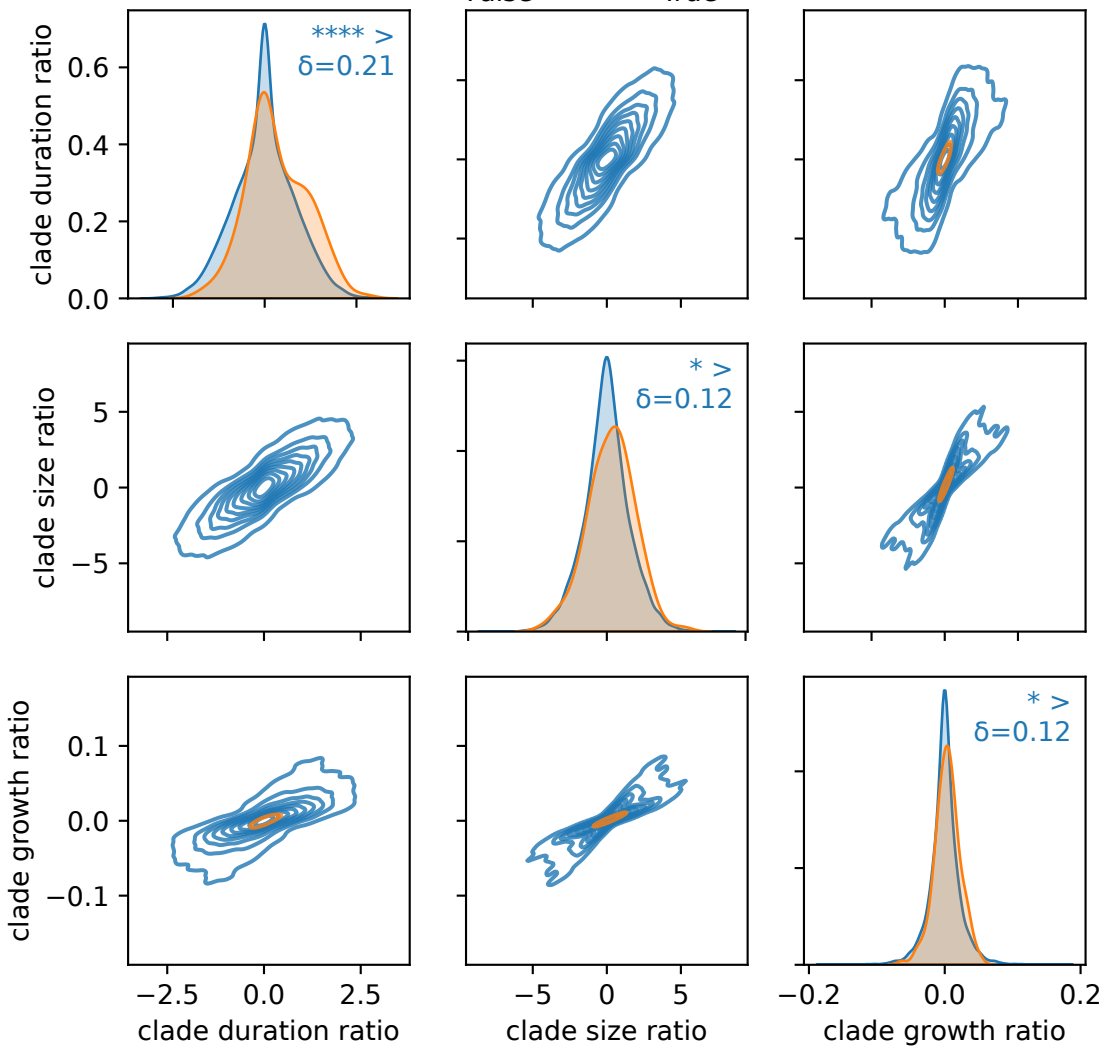 clade duration ratio
0.6
0.4
0.2
0.0
**** >
δ=0.21
clade size ratio
5
0
−5
* >
δ=0.12
clade growth ratio
0.1
0.0
−0.1
* >
δ=0.12
−2.5 0.0 2.5
clade duration ratio
−5 0 5
clade size ratio
−0.2 0.0 0.2
clade growth ratio